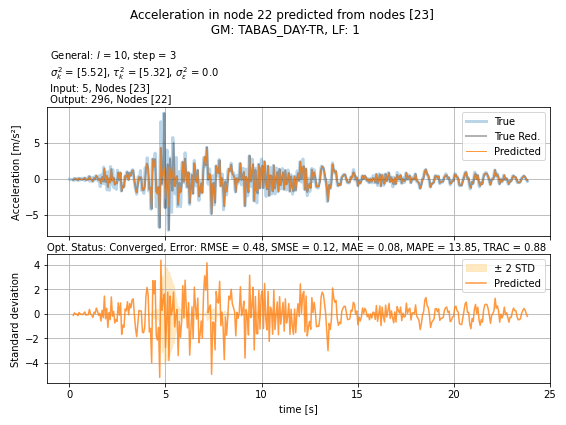 Acceleration in node 22 predicted from nodes [23]
GM: TABAS_DAY-TR, LF: 1
General: l = 10, step = 3
σ²ₖ = [5.52], τ²ₖ = [5.32], σ²ε = 0.0
Input: 5, Nodes [23]
Output: 296, Nodes [22]
Acceleration [m/s²]
5
0
−5
True
True Red.
Predicted
Opt. Status: Converged, Error: RMSE = 0.48, SMSE = 0.12, MAE = 0.08, MAPE = 13.85, TRAC = 0.88
Standard deviation
4
2
0
−2
−4
± 2 STD
Predicted
0 5 10 15 20 25
time [s]